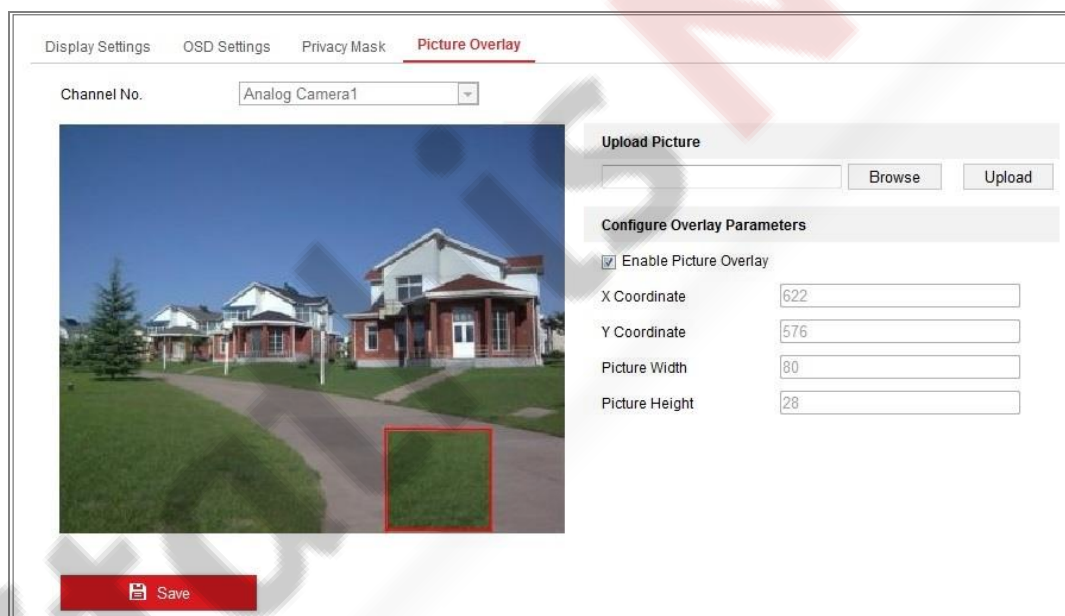 Display Settings OSD Settings Privacy Mask Picture Overlay
Channel No. Analog Camera1
Upload Picture
Browse Upload
Configure Overlay Parameters
Enable Picture Overlay
X Coordinate 622
Y Coordinate 576
Picture Width 80
Picture Height 28
Save